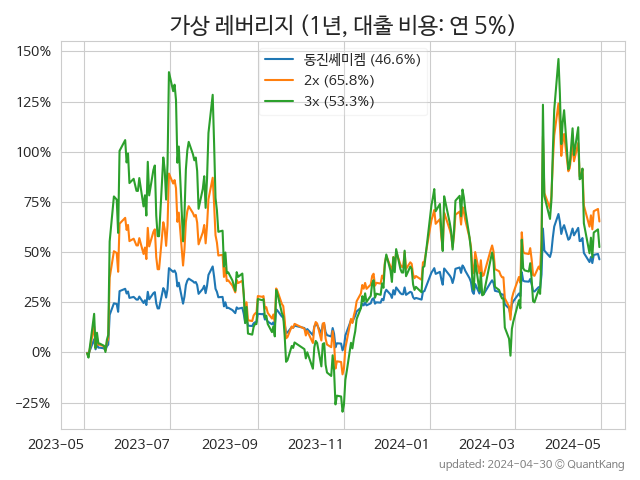 가상 레버리지 (1년, 대출 비용: 연 5%)
동진쎄미켐 (46.6%)
2x (65.8%)
3x (53.3%)
150%
125%
100%
75%
50%
25%
0%
−25%
2023-05 2023-07 2023-09 2023-11 2024-01 2024-03 2024-05
updated: 2024-04-30 © QuantKang